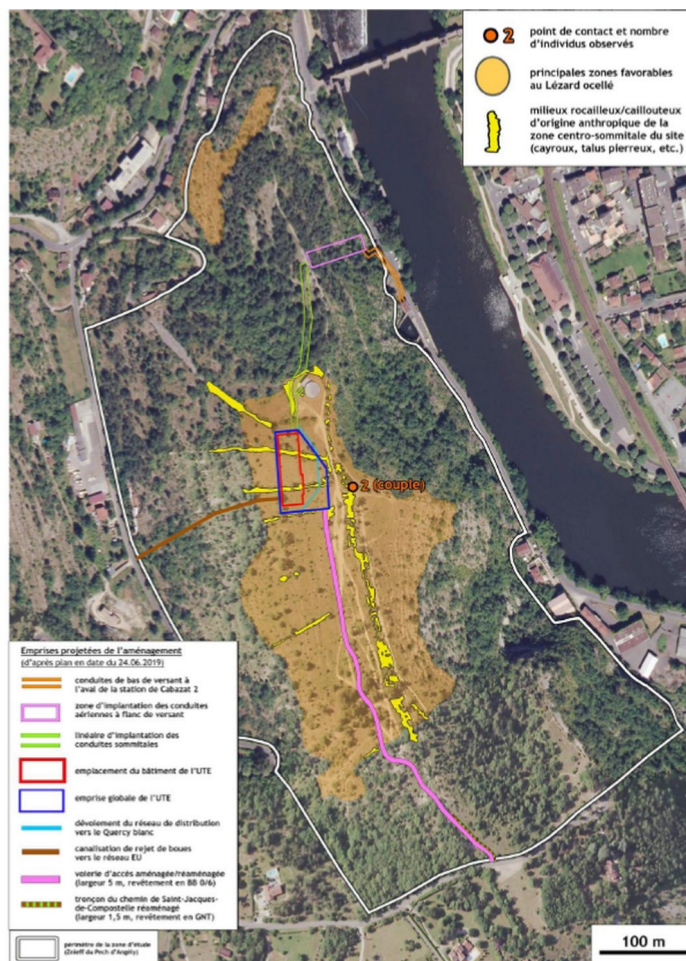 2 point de contact et nombre
d'individus observés
principales zones favorables
au Lézard ocellé
milieux rocailleux/caillouteux
d'origine anthropique de la
zone centro-sommitale du site
(cayroux, talus pierreux, etc.)
2 (couple)
Emprises projetées de l'aménagement
(d'après plan en date du 24.06.2019)
conduites de bas de versant à
l'aval de la station de Cabazat 2
zone d'implantation des conduites
aériennes à flanc de versant
linéaire d'implantation des
conduites sommitales
emplacement du bâtiment de l'UTE
emprise globale de l'UTE
dévoiement du réseau de distribution
vers le Quercy blanc
canalisation de rejet de boues
vers le réseau EU
voierie d'accès aménagée/réaménagée
(largeur 5 m, revêtement en BB 0/6)
tronçon du chemin de Saint-Jacques-
de-Compostelle réaménagé
(largeur 1,5 m, revêtement en GNT)
périmètre de la zone d'étude
(Znieff du Pech d'Angély)
100 m